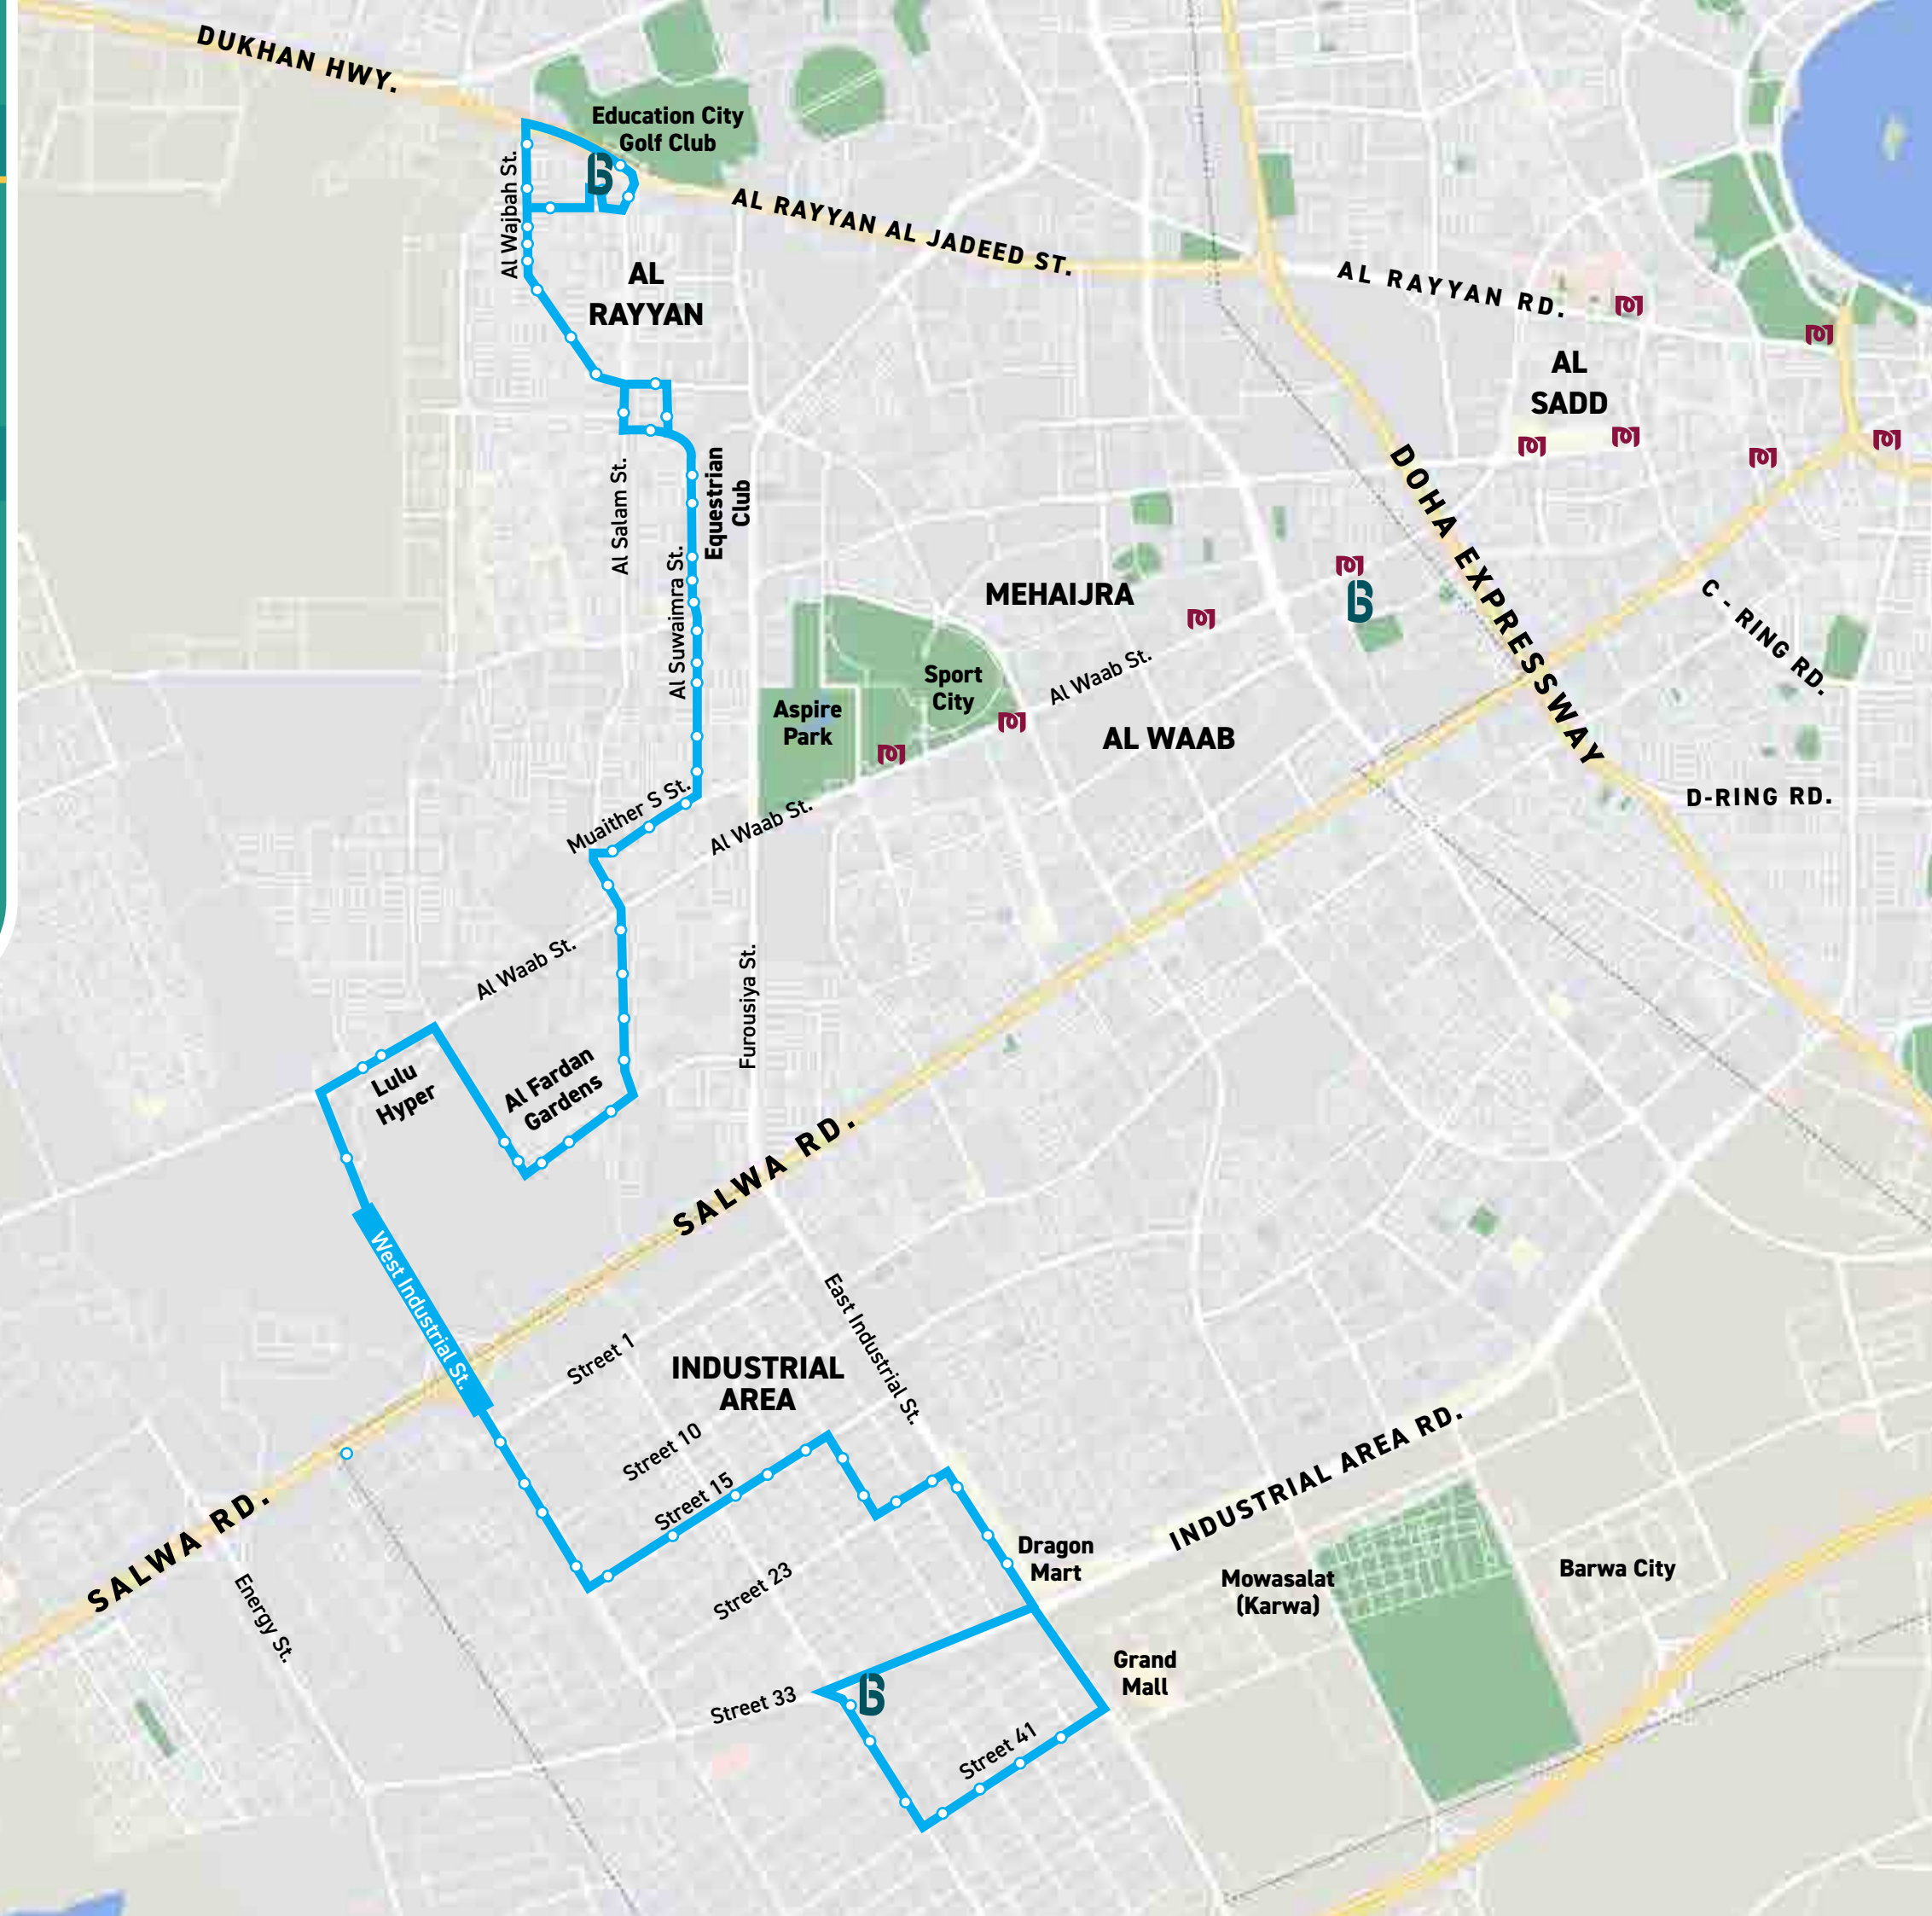 DUKHAN HWY.
Education City
Golf Club
Al Wajbah St.
AL RAYYAN AL JADEED ST.
AL RAYYAN RD.
AL
RAYYAN
AL
SADD
Al Salam St.
Equestrian
Club
Al Suwaimra St.
DOHA EXPRESSWAY
MEHAIJRA
C - RING RD.
Al Waab St.
Sport
City
Aspire
Park
AL WAAB
D-RING RD.
Muaither S St.
Al Waab St.
Al Waab St.
Furousiya St.
Lulu
Hyper
Al Fardan
Gardens
SALWA RD.
West Industrial St.
East Industrial St.
Street 1
INDUSTRIAL
AREA
Street 10
Street 15
INDUSTRIAL AREA RD.
SALWA RD.
Energy St.
Dragon
Mart
Mowasalat
(Karwa)
Barwa City
Street 23
Grand
Mall
Street 33
Street 41